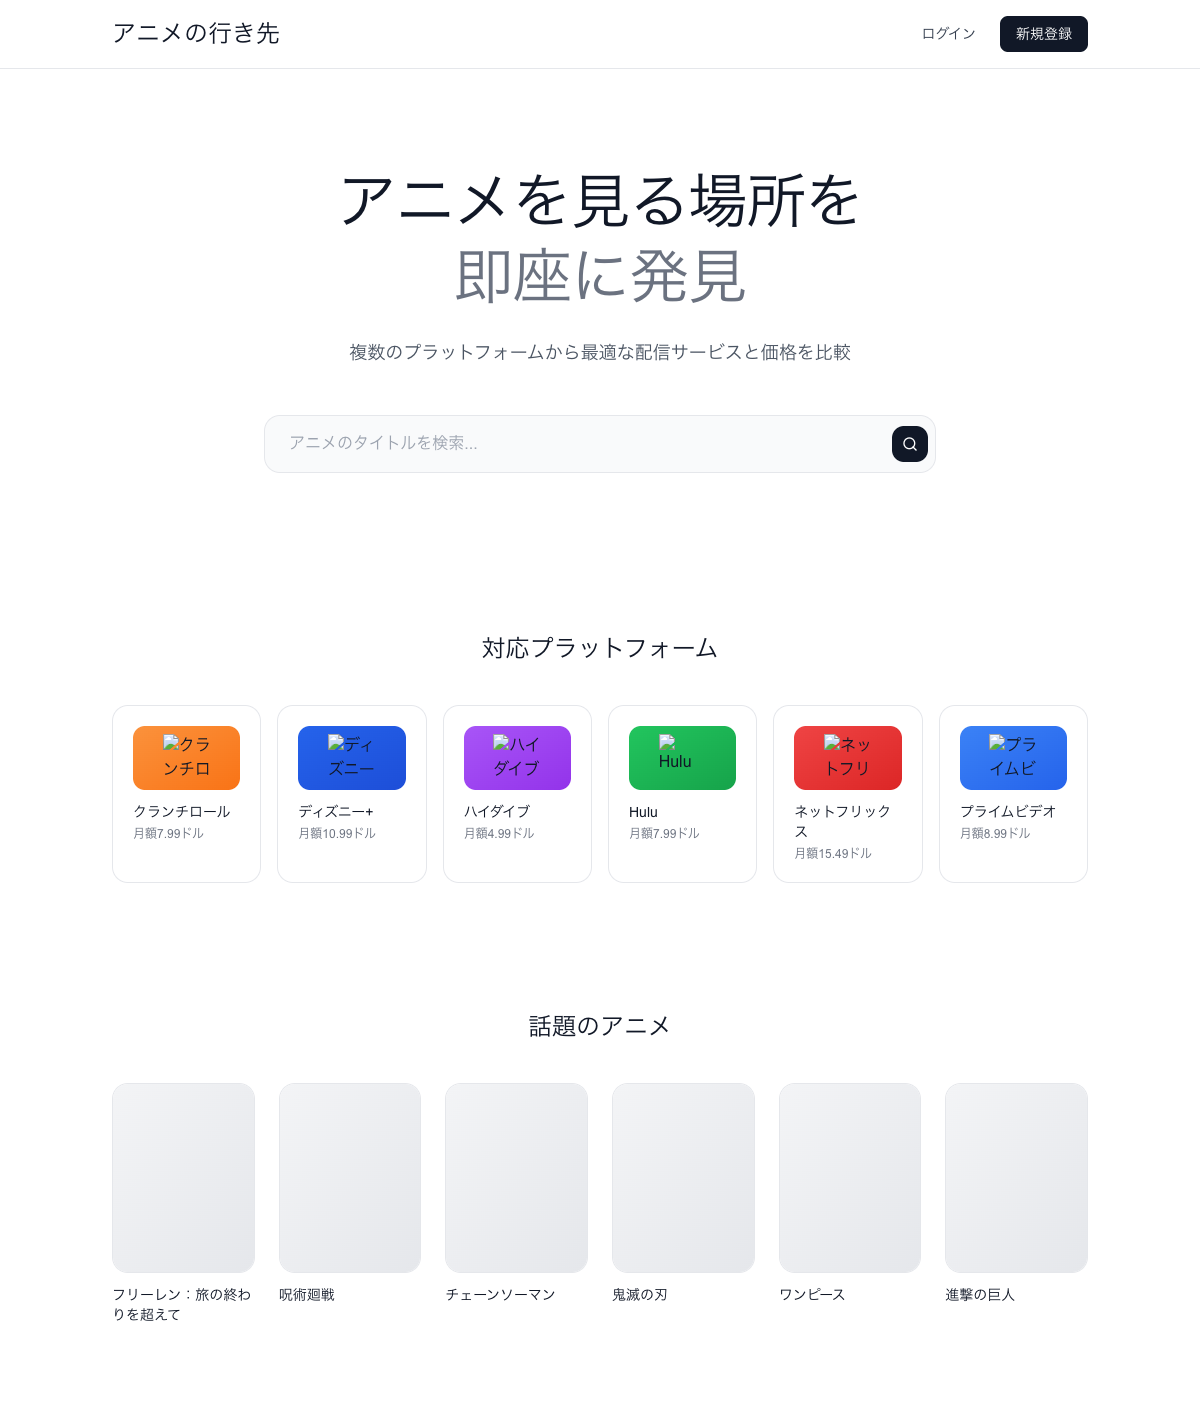 アニメの行き先
ログイン
新規登録
アニメを見る場所を
即座に発見
複数のプラットフォームから最適な配信サービスと価格を比較
アニメのタイトルを検索...
対応プラットフォーム
クラ
ンチロ
クランチロール
月額7.99ドル
ディ
ズニー
ディズニー+
月額10.99ドル
ハイ
ダイブ
ハイダイブ
月額4.99ドル
Hulu
Hulu
月額7.99ドル
ネッ
トフリ
ネットフリック
ス
月額15.49ドル
プラ
イムビ
プライムビデオ
月額8.99ドル
話題のアニメ
フリーレン：旅の終わ
りを超えて
呪術廻戦
チェーンソーマン
鬼滅の刃
ワンピース
進撃の巨人